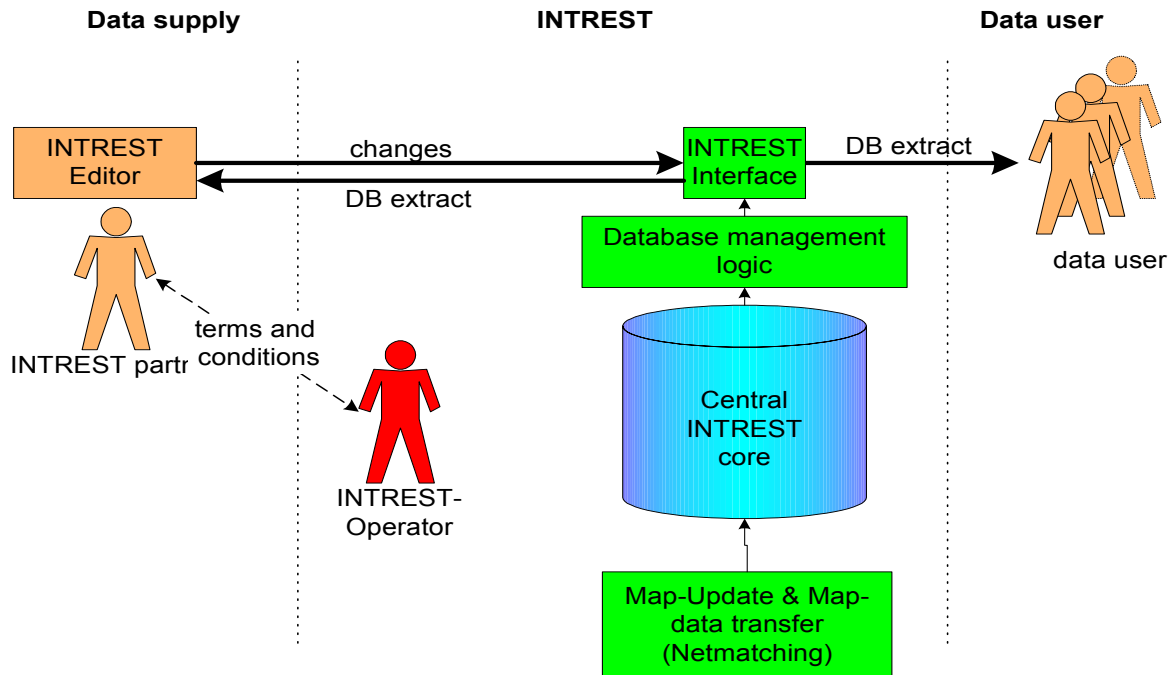 Data supply
INTREST
Data user
INTREST
Editor
changes
DB extract
INTREST
Interface
DB extract
Database management
logic
data user
INTREST partr
terms and
conditions
Central
INTREST
core
INTREST-
Operator
Map-Update & Map-
data transfer
(Netmatching)